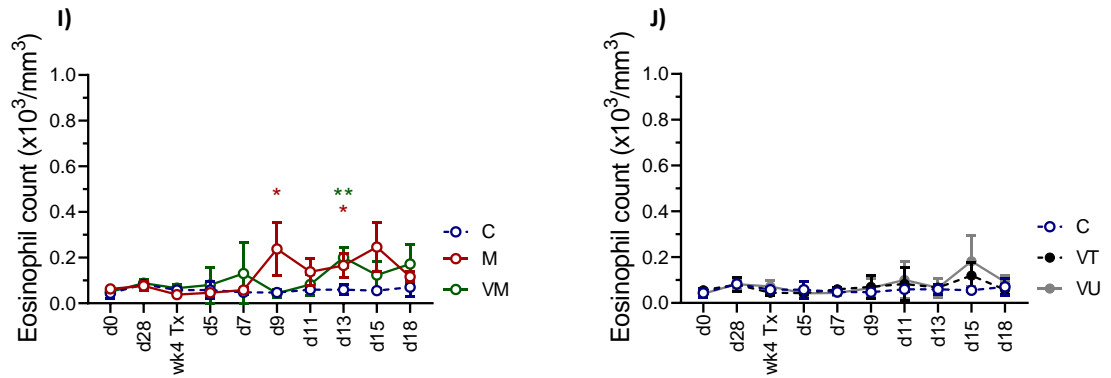 I)
Eosinophil count (x10³/mm³)
1.0
0.8
0.6
0.4
0.2
0.0
*
**
*
d0
d28
wk4 Tx
d5
d7
d9
d11
d13
d15
d18
C
M
VM
J)
Eosinophil count (x10³/mm³)
1.0
0.8
0.6
0.4
0.2
0.0
d0
d28
wk4 Tx
d5
d7
d9
d11
d13
d15
d18
C
VT
VU